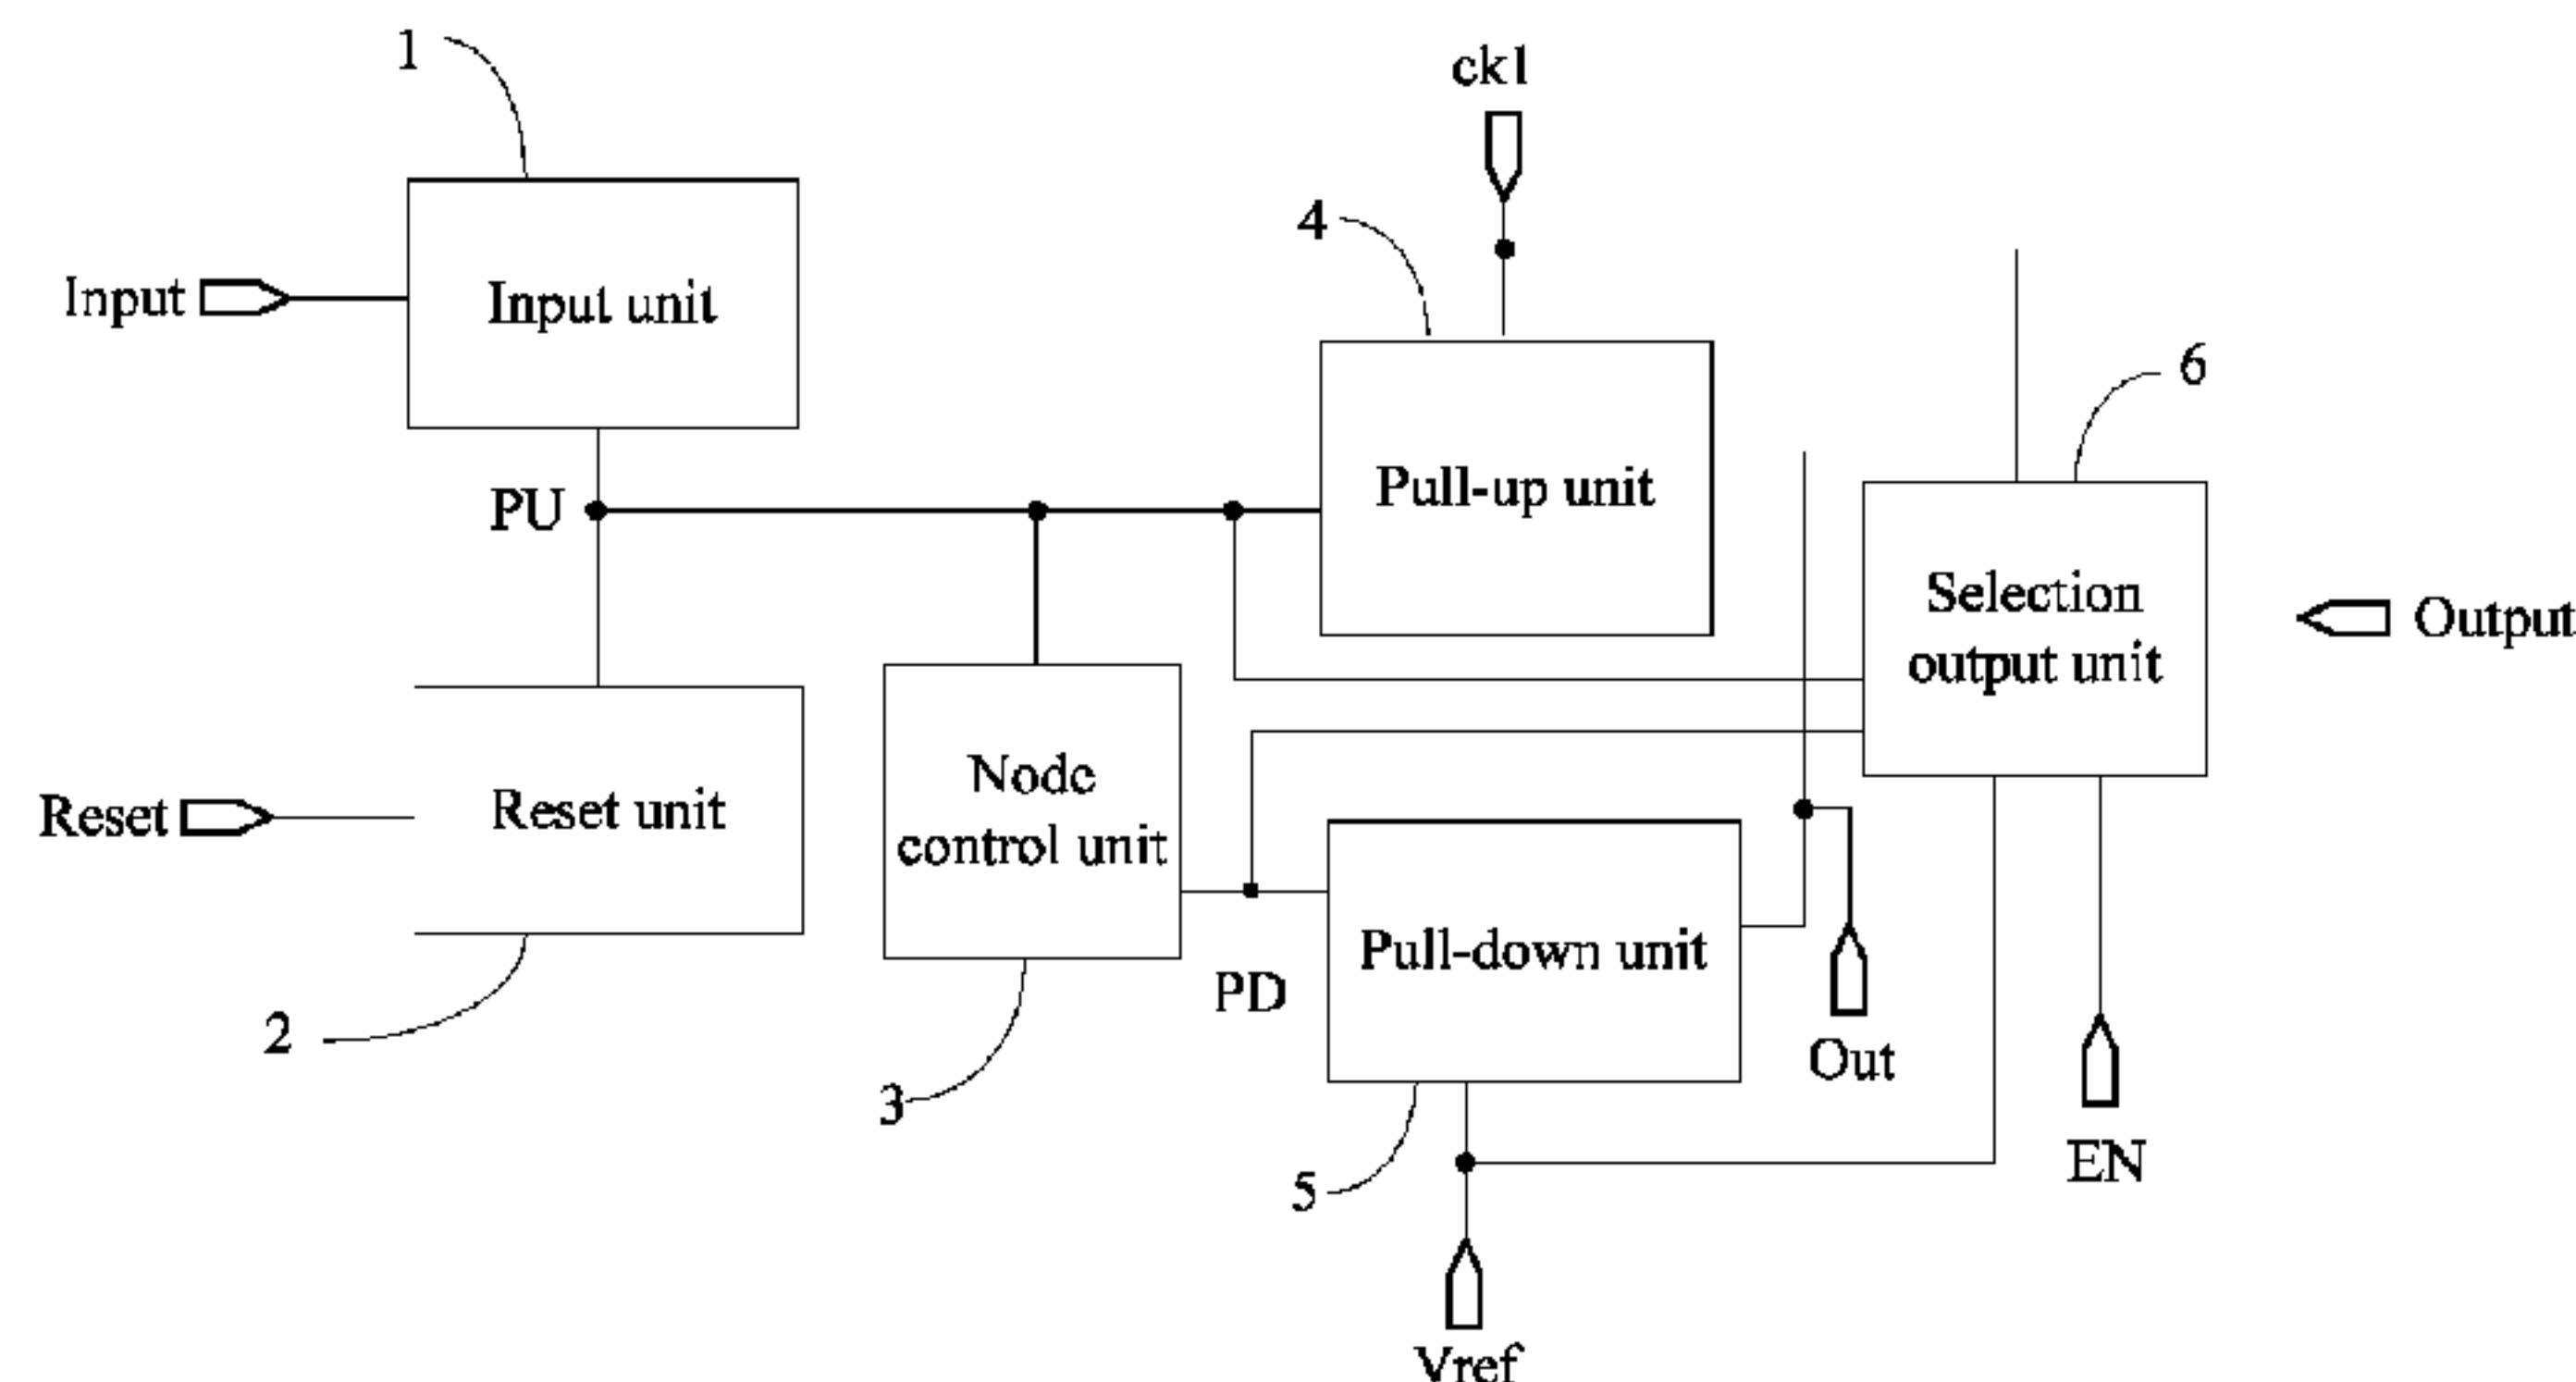 1
ck1
4
Input
Input unit
6
Pull-up unit
PU
Selection
output unit
Output
Node
control unit
Reset
Reset unit
Pull-down unit
PD
2
Out
3
EN
5
Vref